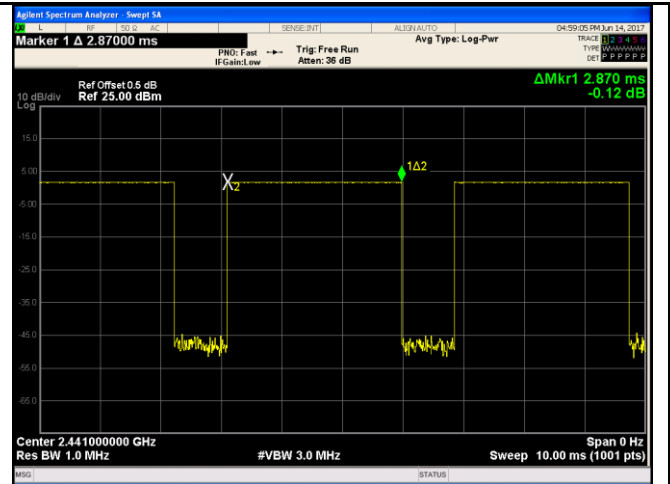 Agilent Spectrum Analyzer - Swept SA
L RF 50 Ω AC SENSE:INT ALIGNAUTO 04:59:05 PM Jun 14, 2017
Marker 1 Δ 2.87000 ms Avg Type: Log-Pwr TRACE 1 2 3 4 5 6
PNO: Fast Trig: Free Run TYPE W
IFGain:Low Atten: 36 dB DET P P P P P P
ΔMkr1 2.870 ms
-0.12 dB
Ref Offset 0.5 dB
10 dB/div Ref 25.00 dBm
Log
15.0
5.00
1Δ2
X2
-5.00
-15.0
-25.0
-35.0
-45.0
-55.0
-65.0
Center 2.441000000 GHz Span 0 Hz
Res BW 1.0 MHz #VBW 3.0 MHz Sweep 10.00 ms (1001 pts)
MSG STATUS